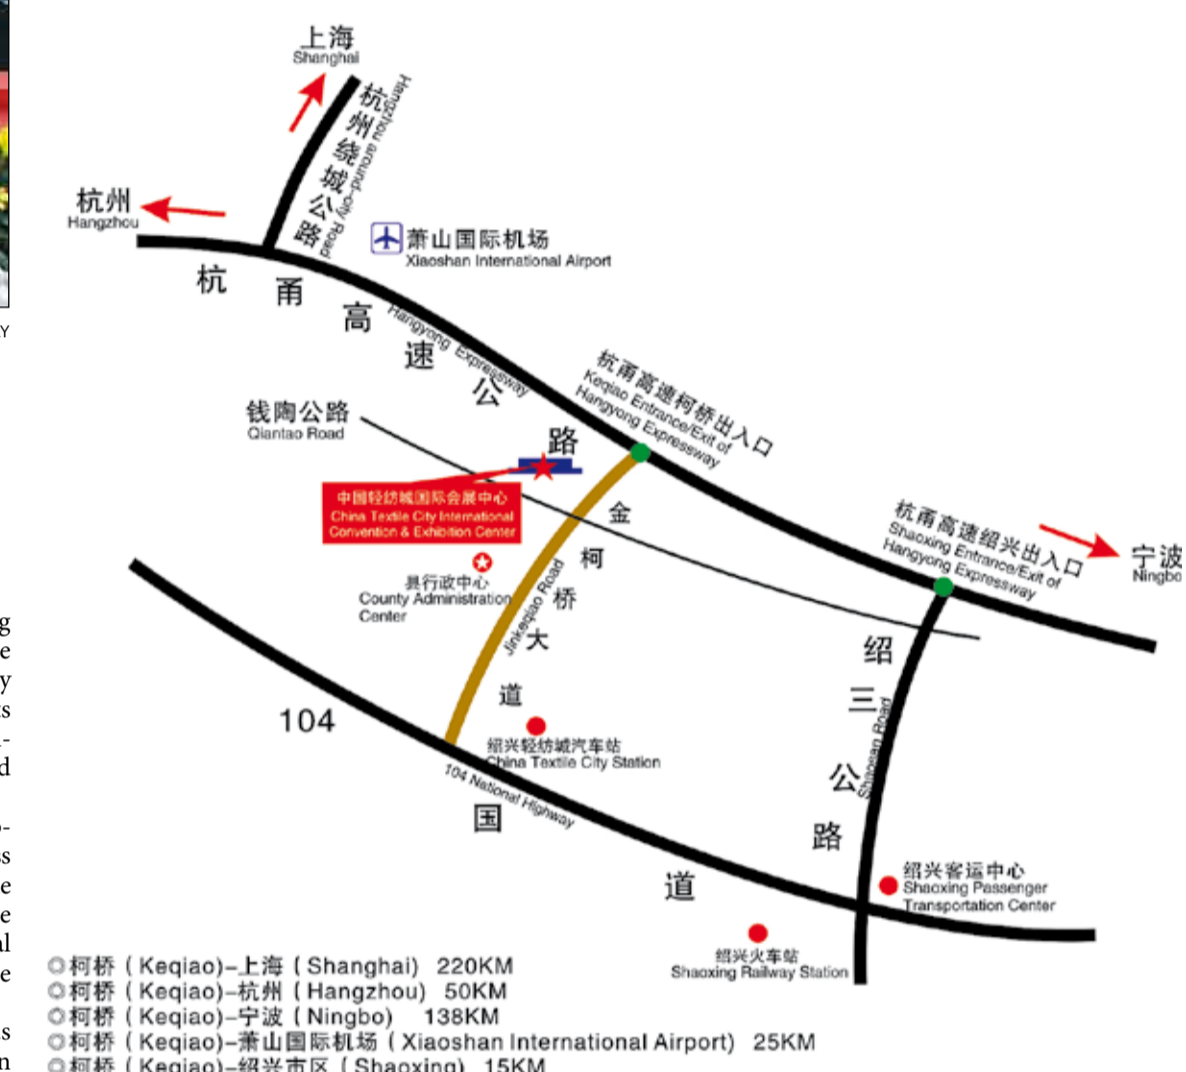 上海
Shanghai
杭州绕城公路
Hangzhou around-city Road
杭州
Hangzhou
萧山国际机场
Xiaoshan International Airport
杭甬高速公路
Hangyong Expressway
杭甬高速柯桥出入口
Keqiao Entrance/Exit of
Hangyong Expressway
钱陶公路
Qiantao Road
中国轻纺城国际会展中心
China Textile City International
Convention & Exhibition Center
金柯桥大道
Jinkeqiao Road
县行政中心
County Administration
Center
杭甬高速绍兴出入口
Shaoxing Entrance/Exit of
Hangyong Expressway
宁波
Ningbo
绍三公路
Shaosan Road
绍兴轻纺城汽车站
China Textile City Station
104国道
104 National Highway
绍兴客运中心
Shaoxing Passenger
Transportation Center
绍兴火车站
Shaoxing Railway Station
◎柯桥(Keqiao)-上海(Shanghai) 220KM
◎柯桥(Keqiao)-杭州(Hangzhou) 50KM
◎柯桥(Keqiao)-宁波(Ningbo) 138KM
◎柯桥(Keqiao)-萧山国际机场(Xiaoshan International Airport) 25KM
◎柯桥(Keqiao)-绍兴市区(Shaoxing) 15KM